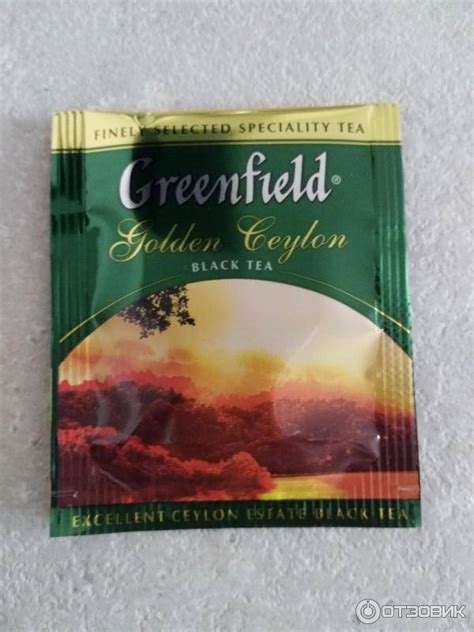 FINELY SELECTED SPECIALITY TEA
Greenfield®
Golden Ceylon
BLACK TEA
EXCELLENT CEYLON ESTATE BLACK TEA
ОТЗОВИК